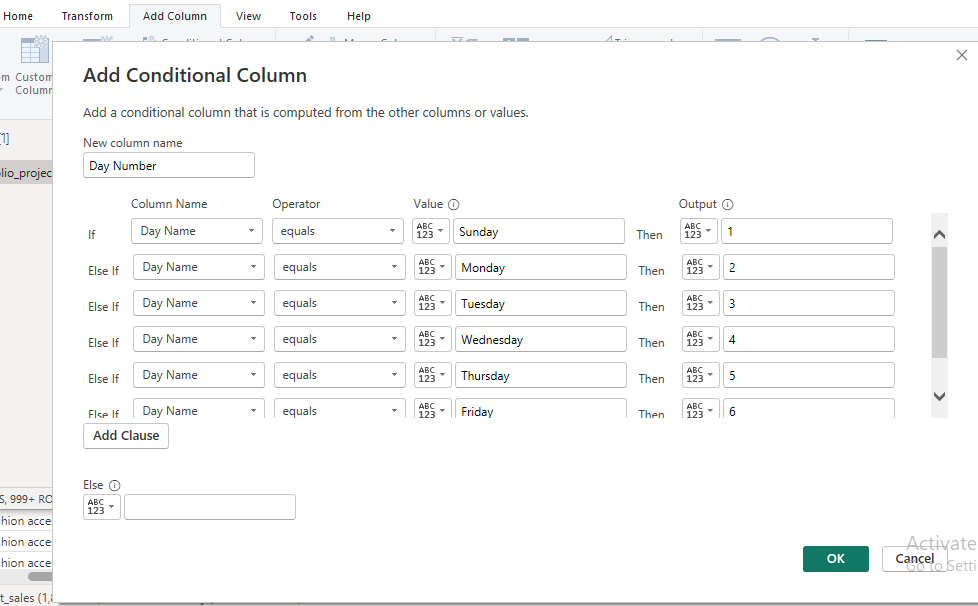 Home Transform Add Column View Tools Help
Custom
Column
[1]
Add Conditional Column
Add a conditional column that is computed from the other columns or values.
New column name
Day Number
Column Name Operator Value Output
If Day Name equals ABC 123 Sunday Then ABC 123 1
Else If Day Name equals ABC 123 Monday Then ABC 123 2
Else If Day Name equals ABC 123 Tuesday Then ABC 123 3
Else If Day Name equals ABC 123 Wednesday Then ABC 123 4
Else If Day Name equals ABC 123 Thursday Then ABC 123 5
Else If Day Name equals ABC 123 Friday Then ABC 123 6
Add Clause
Else
ABC 123
S, 999+ RO
hion acce
hion acce
hion acce
OK Cancel
Activate
Go to Setti